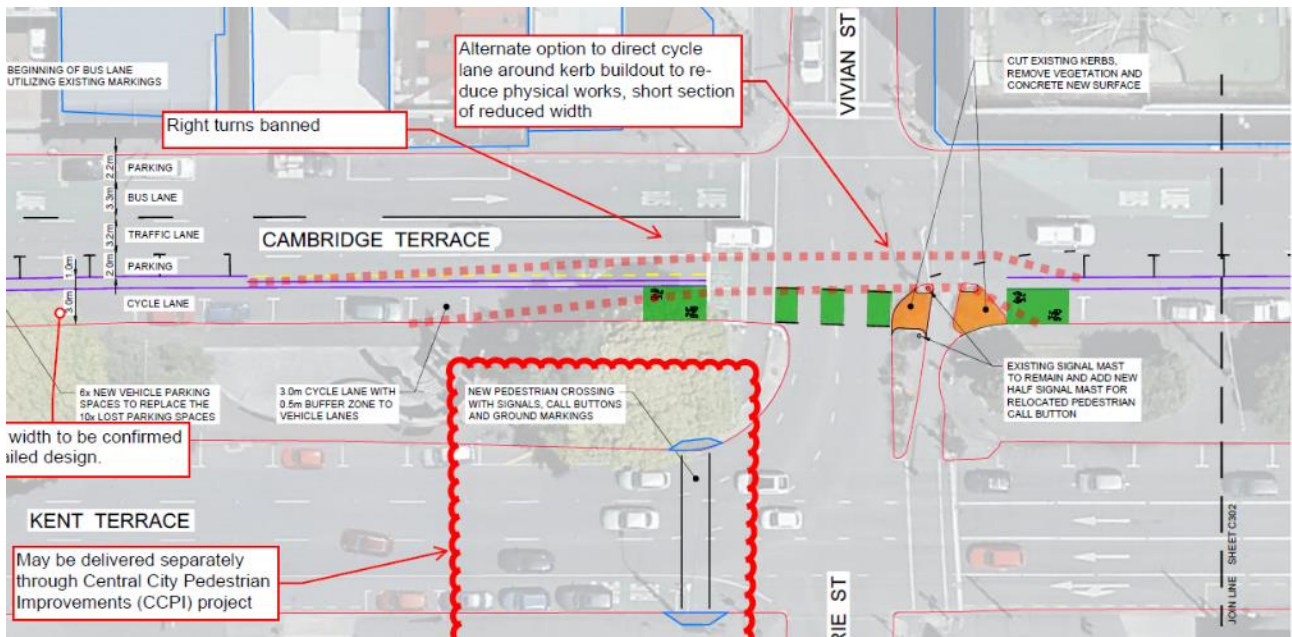 BEGINNING OF BUS LANE
UTILIZING EXISTING MARKINGS
Right turns banned
Alternate option to direct cycle
lane around kerb buildout to re-
duce physical works, short section
of reduced width
VIVIAN ST
CUT EXISTING KERBS,
REMOVE VEGETATION AND
CONCRETE NEW SURFACE
2.2m
PARKING
3.3m
BUS LANE
3.2m
TRAFFIC LANE
CAMBRIDGE TERRACE
2.0m
PARKING
1.0m
3.0m
CYCLE LANE
6x NEW VEHICLE PARKING
SPACES TO REPLACE THE
10x LOST PARKING SPACES
3.0m CYCLE LANE WITH
0.5m BUFFER ZONE TO
VEHICLE LANES
NEW PEDESTRIAN CROSSING
WITH SIGNALS, CALL BUTTONS
AND GROUND MARKINGS
EXISTING SIGNAL MAST
TO REMAIN AND ADD NEW
HALF SIGNAL MAST FOR
RELOCATED PEDESTRIAN
CALL BUTTON
width to be confirmed
ailed design.
KENT TERRACE
May be delivered separately
through Central City Pedestrian
Improvements (CCPI) project
RIE ST
JOIN LINE SHEET C302